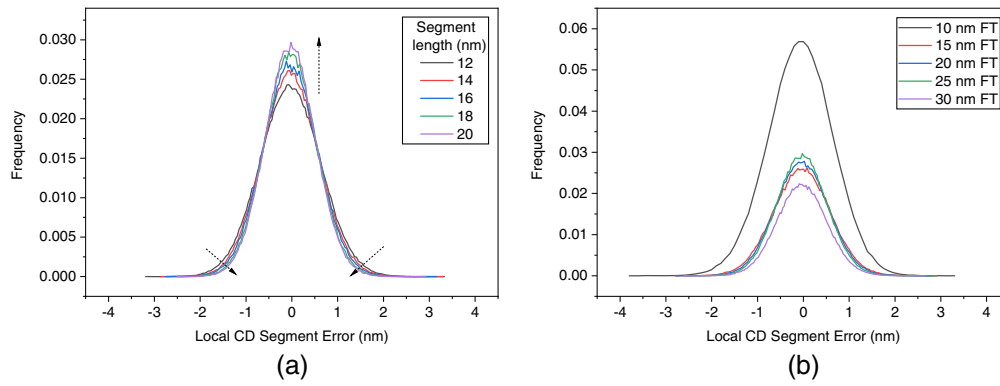 0.030
0.025
0.020
0.015
0.010
0.005
0.000
Frequency
-4 -3 -2 -1 0 1 2 3 4
Local CD Segment Error (nm)
Segment
length (nm)
12
14
16
18
20
(a)
0.06
0.05
0.04
0.03
0.02
0.01
0.00
Frequency
-4 -3 -2 -1 0 1 2 3 4
Local CD Segment Error (nm)
10 nm FT
15 nm FT
20 nm FT
25 nm FT
30 nm FT
(b)